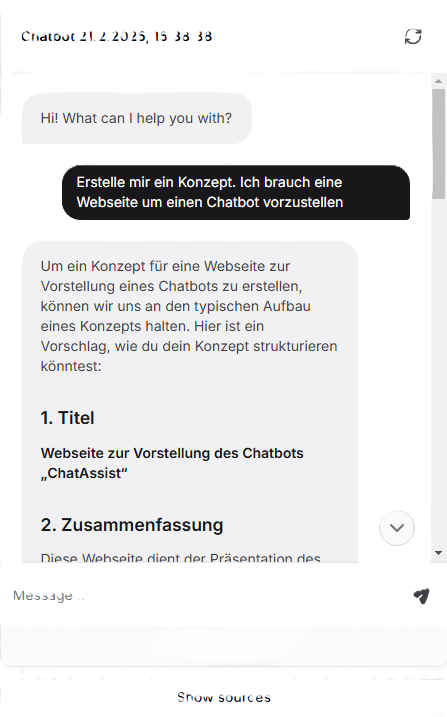 Chatbot 21.2.2025, 15:38:38
Hi! What can I help you with?
Erstelle mir ein Konzept. Ich brauch eine
Webseite um einen Chatbot vorzustellen
Um ein Konzept für eine Webseite zur
Vorstellung eines Chatbots zu erstellen,
können wir uns an den typischen Aufbau
eines Konzepts halten. Hier ist ein
Vorschlag, wie du dein Konzept strukturieren
könntest:
1. Titel
Webseite zur Vorstellung des Chatbots
„ChatAssist“
2. Zusammenfassung
Diese Webseite dient der Präsentation des
Message...
Show sources